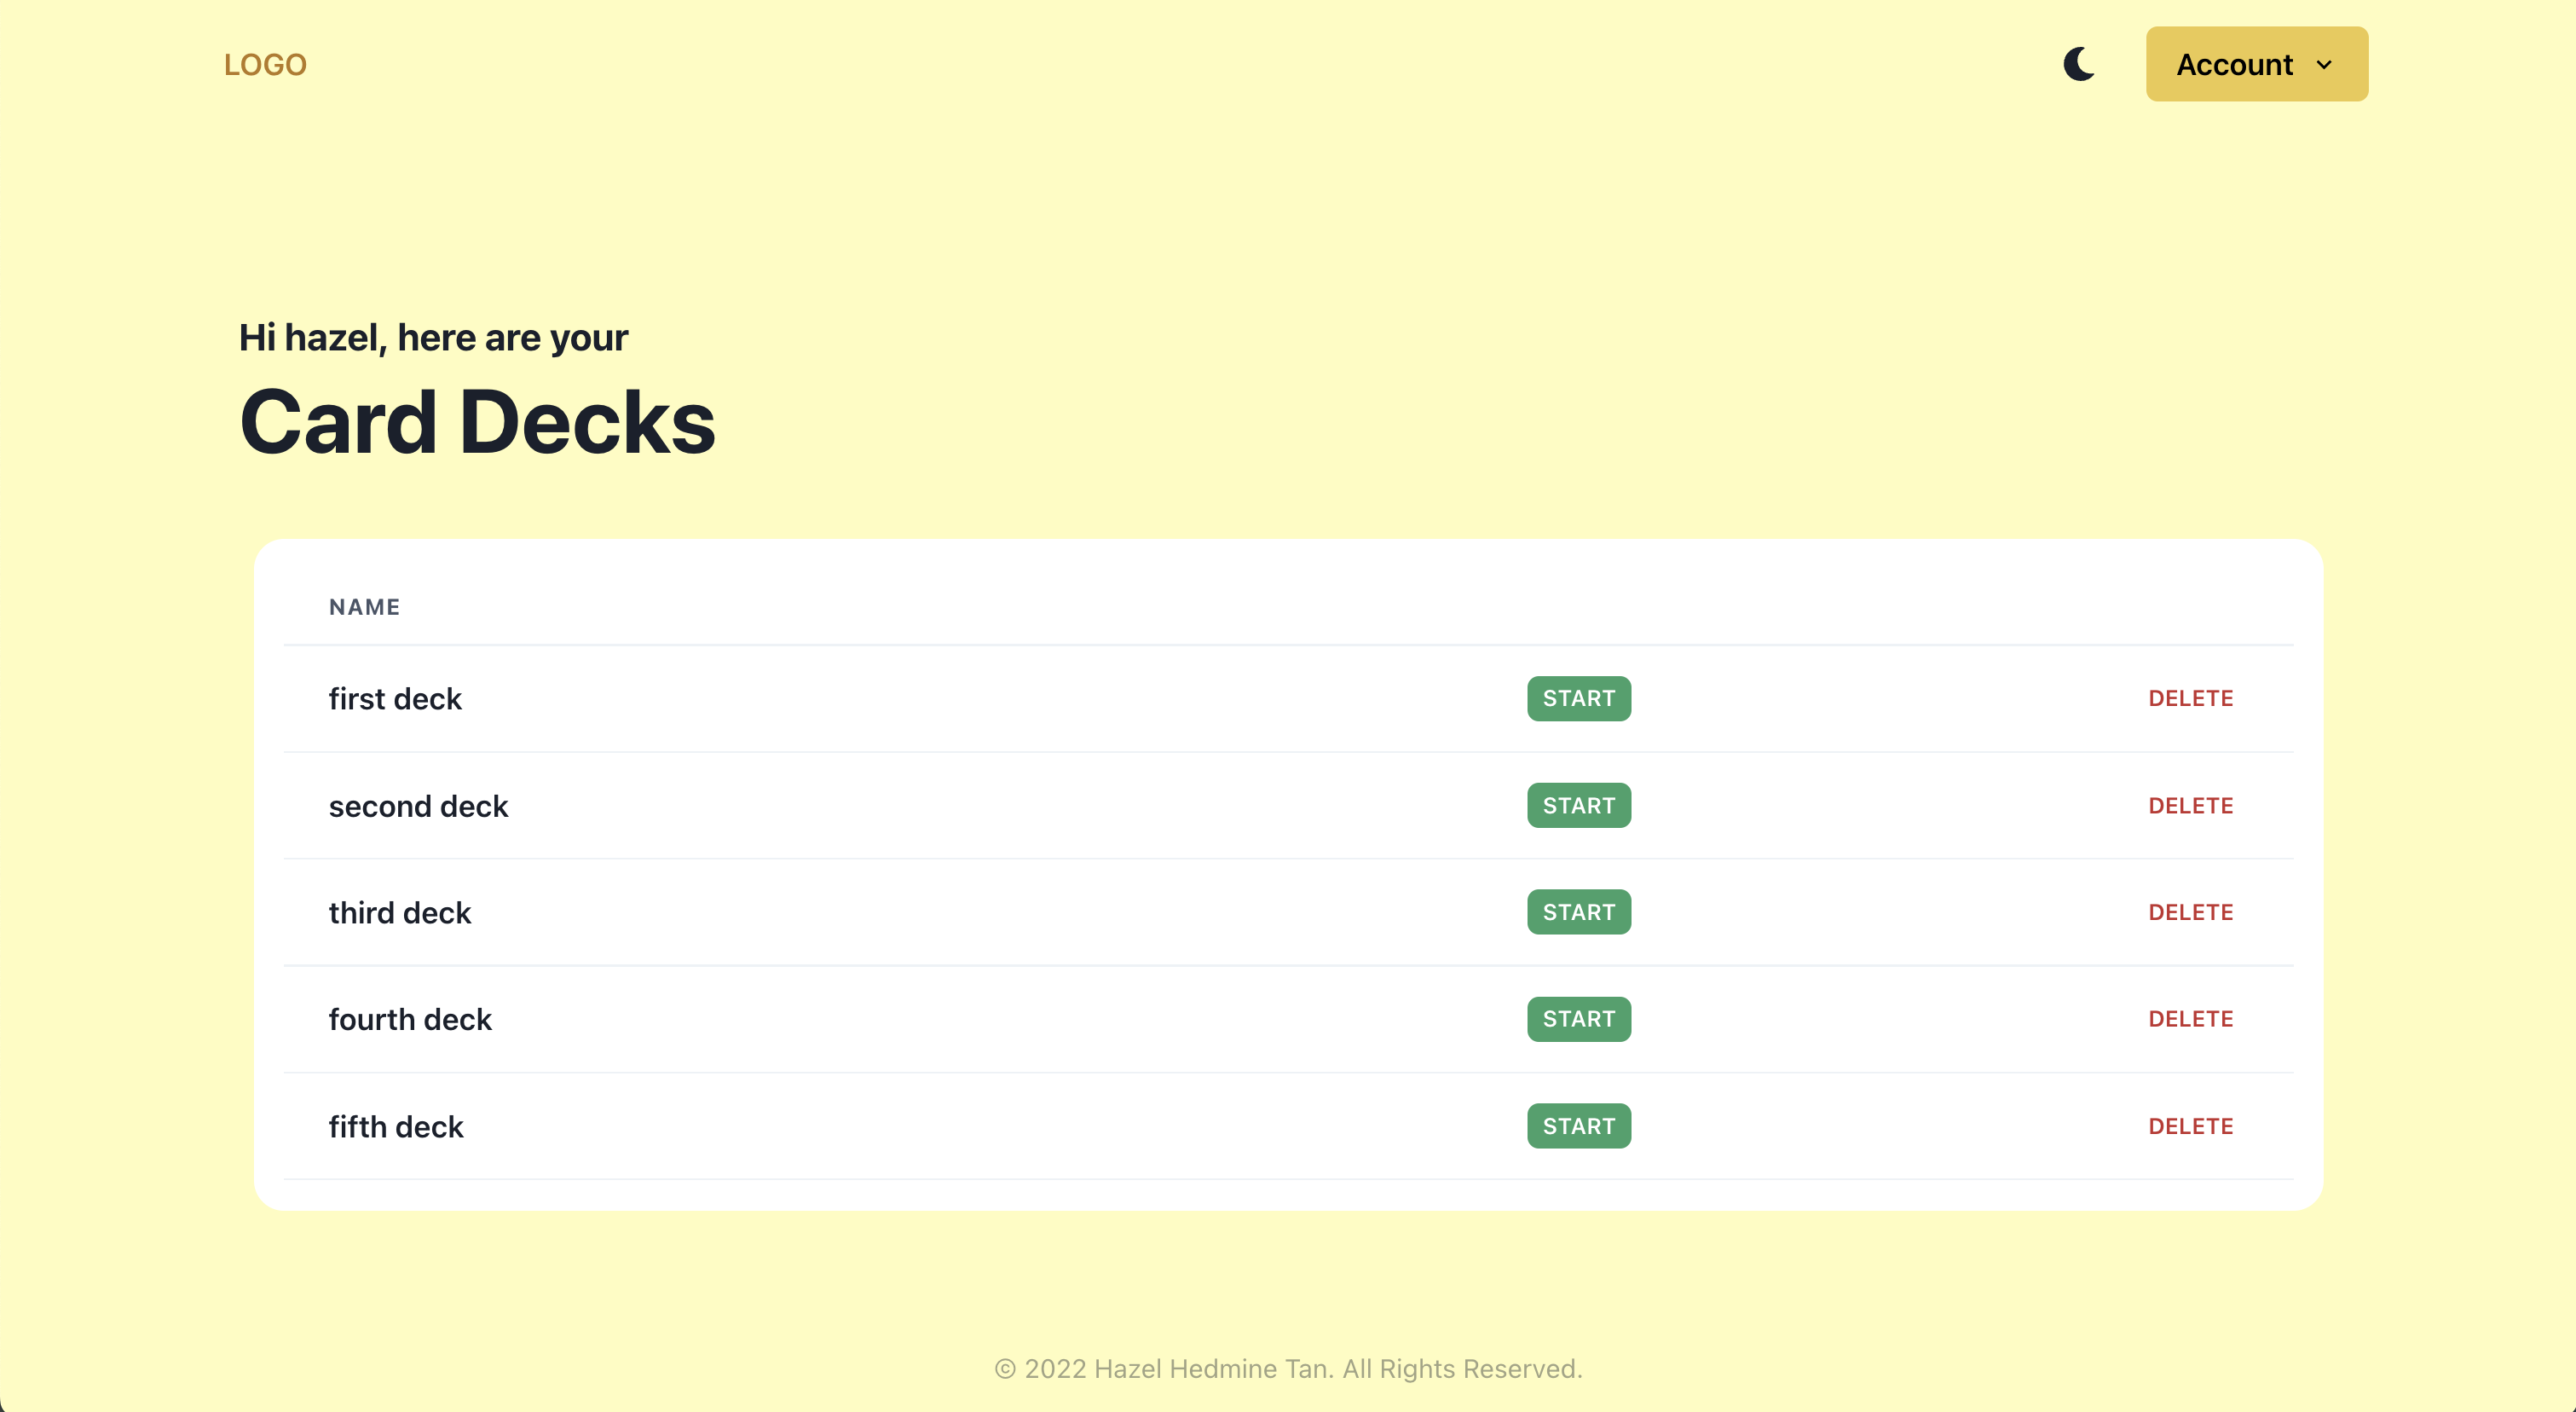 LOGO
Account
Hi hazel, here are your
Card Decks
NAME
first deck START DELETE
second deck START DELETE
third deck START DELETE
fourth deck START DELETE
fifth deck START DELETE
© 2022 Hazel Hedmine Tan. All Rights Reserved.